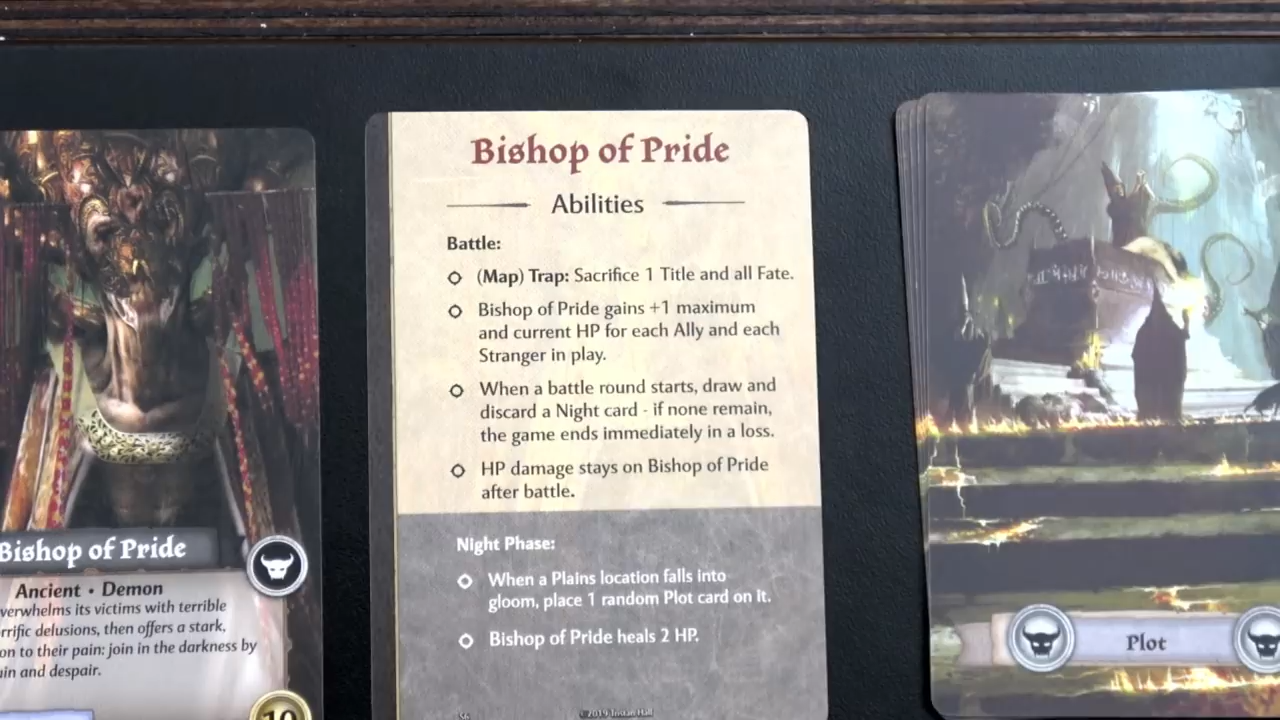 Bishop of Pride
Ancient • Demon
verwhelms its victims with terrible
rrific delusions, then offers a stark,
on to their pain: join in the darkness by
in and despair.
10
Bishop of Pride
Abilities
Battle:
(Map) Trap: Sacrifice 1 Title and all Fate.
Bishop of Pride gains +1 maximum
and current HP for each Ally and each
Stranger in play.
When a battle round starts, draw and
discard a Night card - if none remain,
the game ends immediately in a loss.
HP damage stays on Bishop of Pride
after battle.
Night Phase:
When a Plains location falls into
gloom, place 1 random Plot card on it.
Bishop of Pride heals 2 HP.
©2019 Tristan Hall
Plot